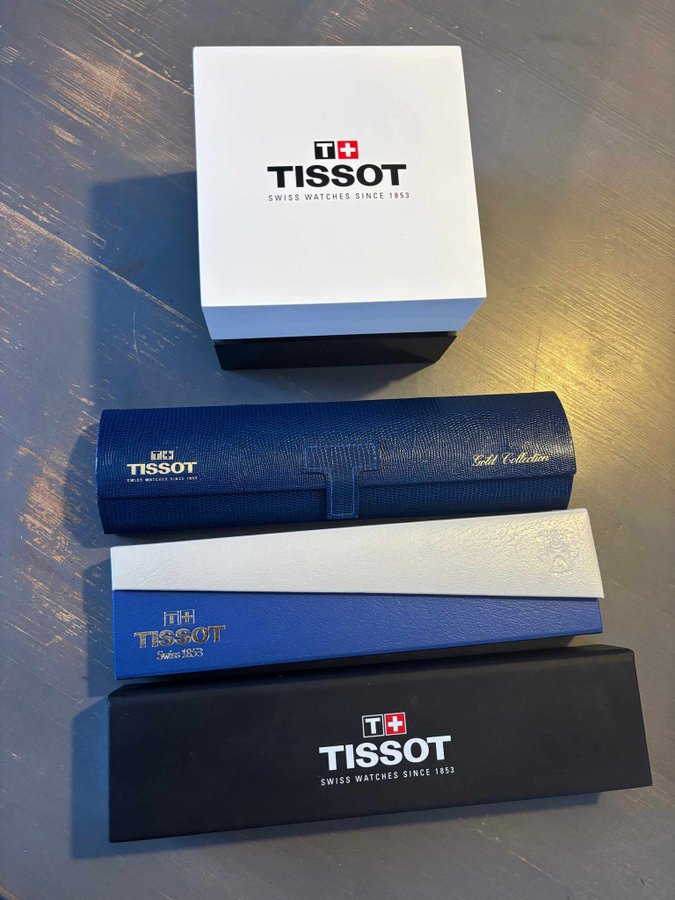 T+
TISSOT
SWISS WATCHES SINCE 1853
T+
TISSOT
SWISS WATCHES SINCE 1853
Gold Collection
T+
TISSOT
Swiss 1853
T+
TISSOT
SWISS WATCHES SINCE 1853